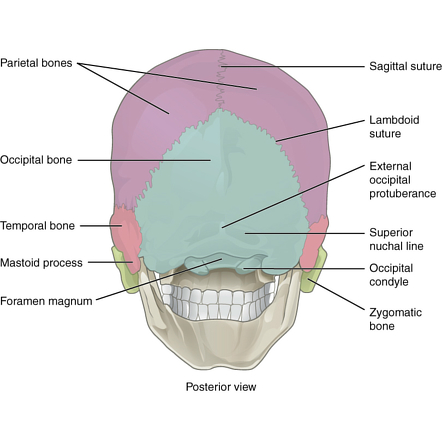 Parietal bones
Occipital bone
Temporal bone
Mastoid process
Foramen magnum
Sagittal suture
Lambdoid
suture
External
occipital
protuberance
Superior
nuchal line
Occipital
condyle
Zygomatic
bone
Posterior view